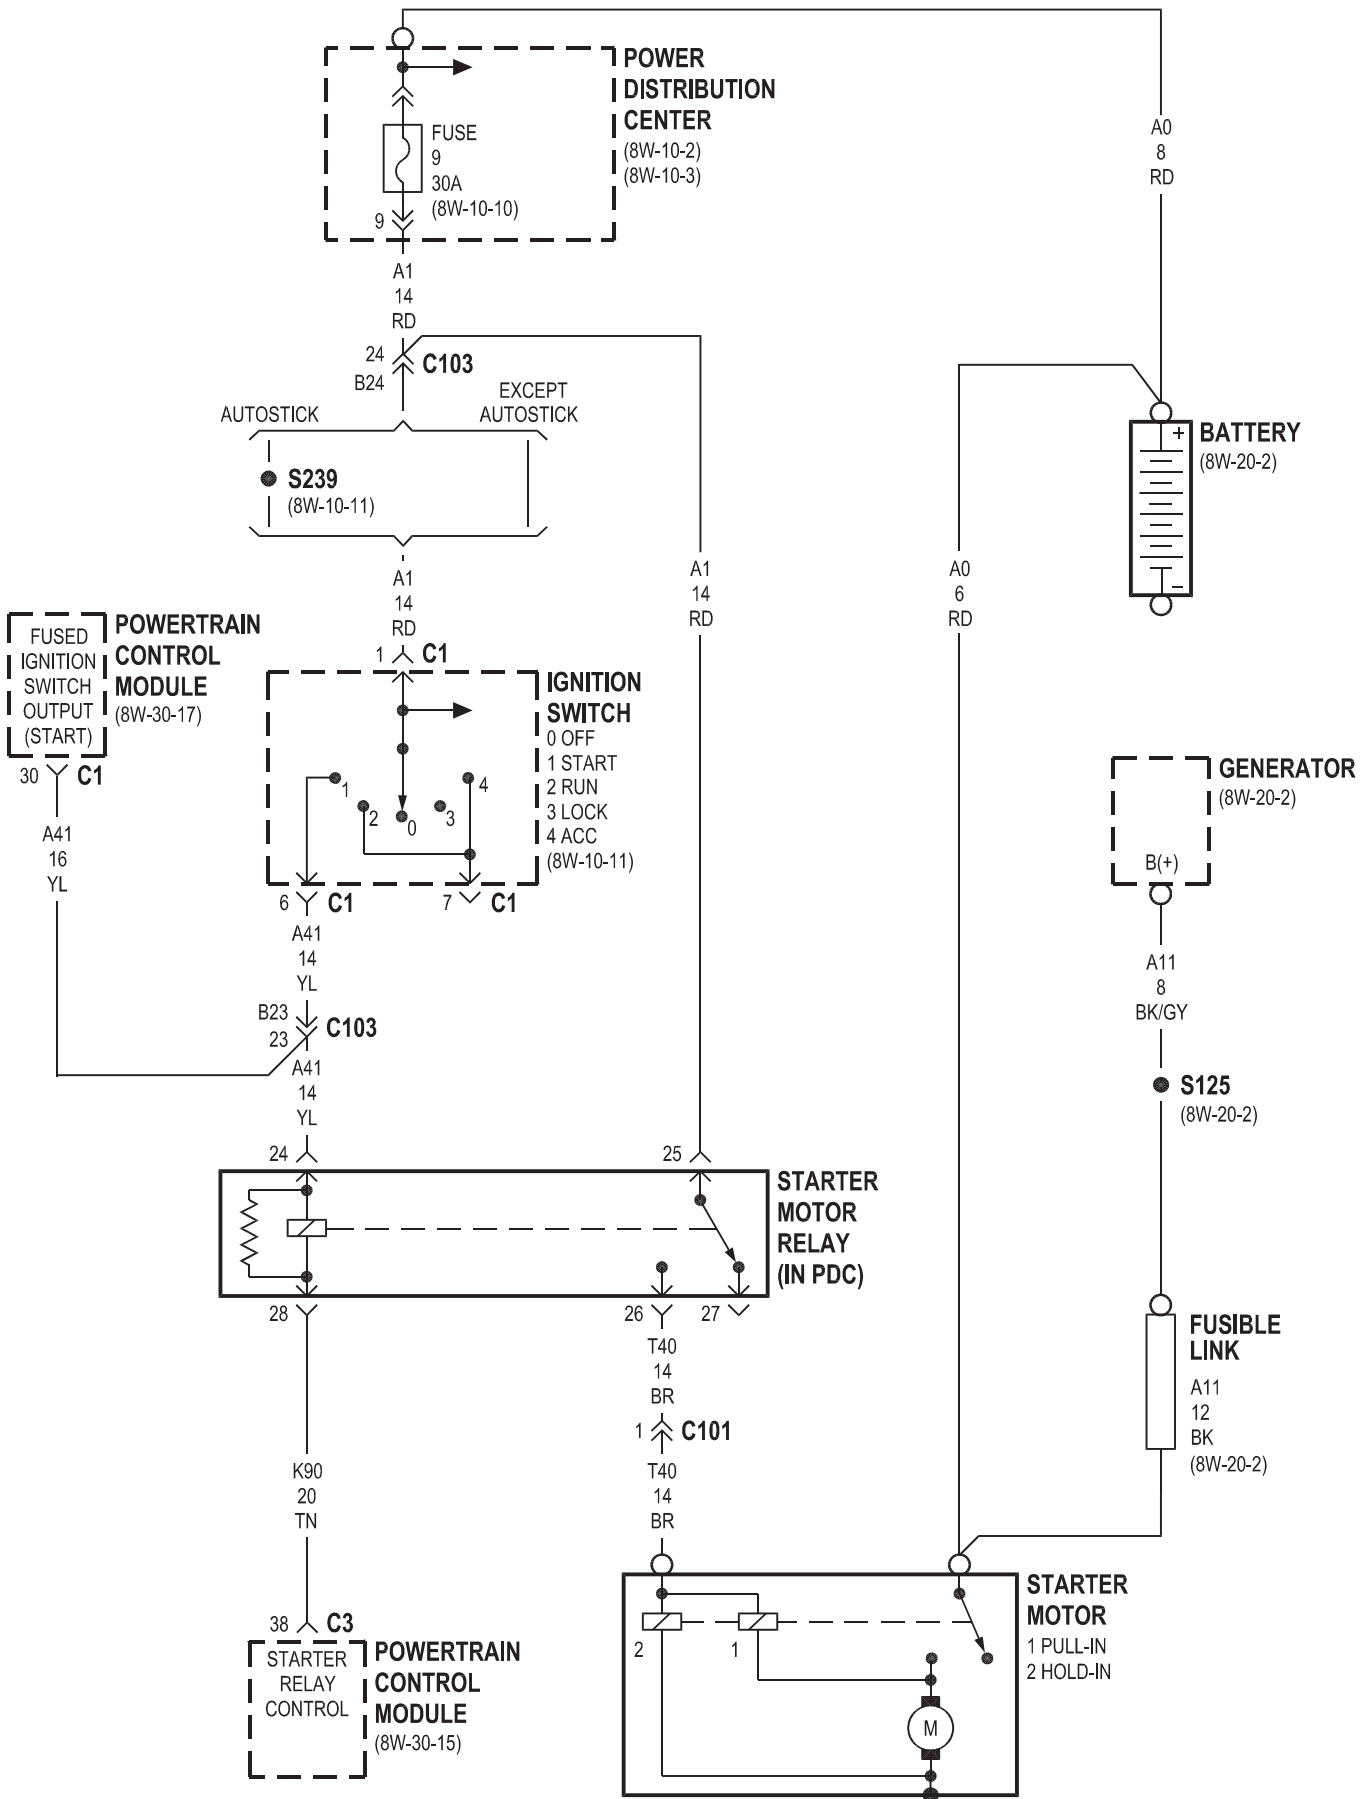 POWER
DISTRIBUTION
CENTER
(8W-10-2)
(8W-10-3)
FUSE
9
30A
(8W-10-10)
9
A0
8
RD
A1
14
RD
24
C103
B24
AUTOSTICK
EXCEPT
AUTOSTICK
S239
(8W-10-11)
BATTERY
(8W-20-2)
+
-
A1
14
RD
A1
14
RD
A0
6
RD
1
C1
FUSED
IGNITION
SWITCH
OUTPUT
(START)
POWERTRAIN
CONTROL
MODULE
(8W-30-17)
30
C1
IGNITION
SWITCH
0 OFF
1 START
2 RUN
3 LOCK
4 ACC
(8W-10-11)
1
2
0
3
4
6
C1
7
C1
GENERATOR
(8W-20-2)
B(+)
A41
16
YL
A41
14
YL
A11
8
BK/GY
B23
23
C103
A41
14
YL
S125
(8W-20-2)
24
25
STARTER
MOTOR
RELAY
(IN PDC)
28
26
27
FUSIBLE
LINK
A11
12
BK
(8W-20-2)
T40
14
BR
1
C101
K90
20
TN
T40
14
BR
38
C3
STARTER
RELAY
CONTROL
POWERTRAIN
CONTROL
MODULE
(8W-30-15)
2
1
M
STARTER
MOTOR
1 PULL-IN
2 HOLD-IN